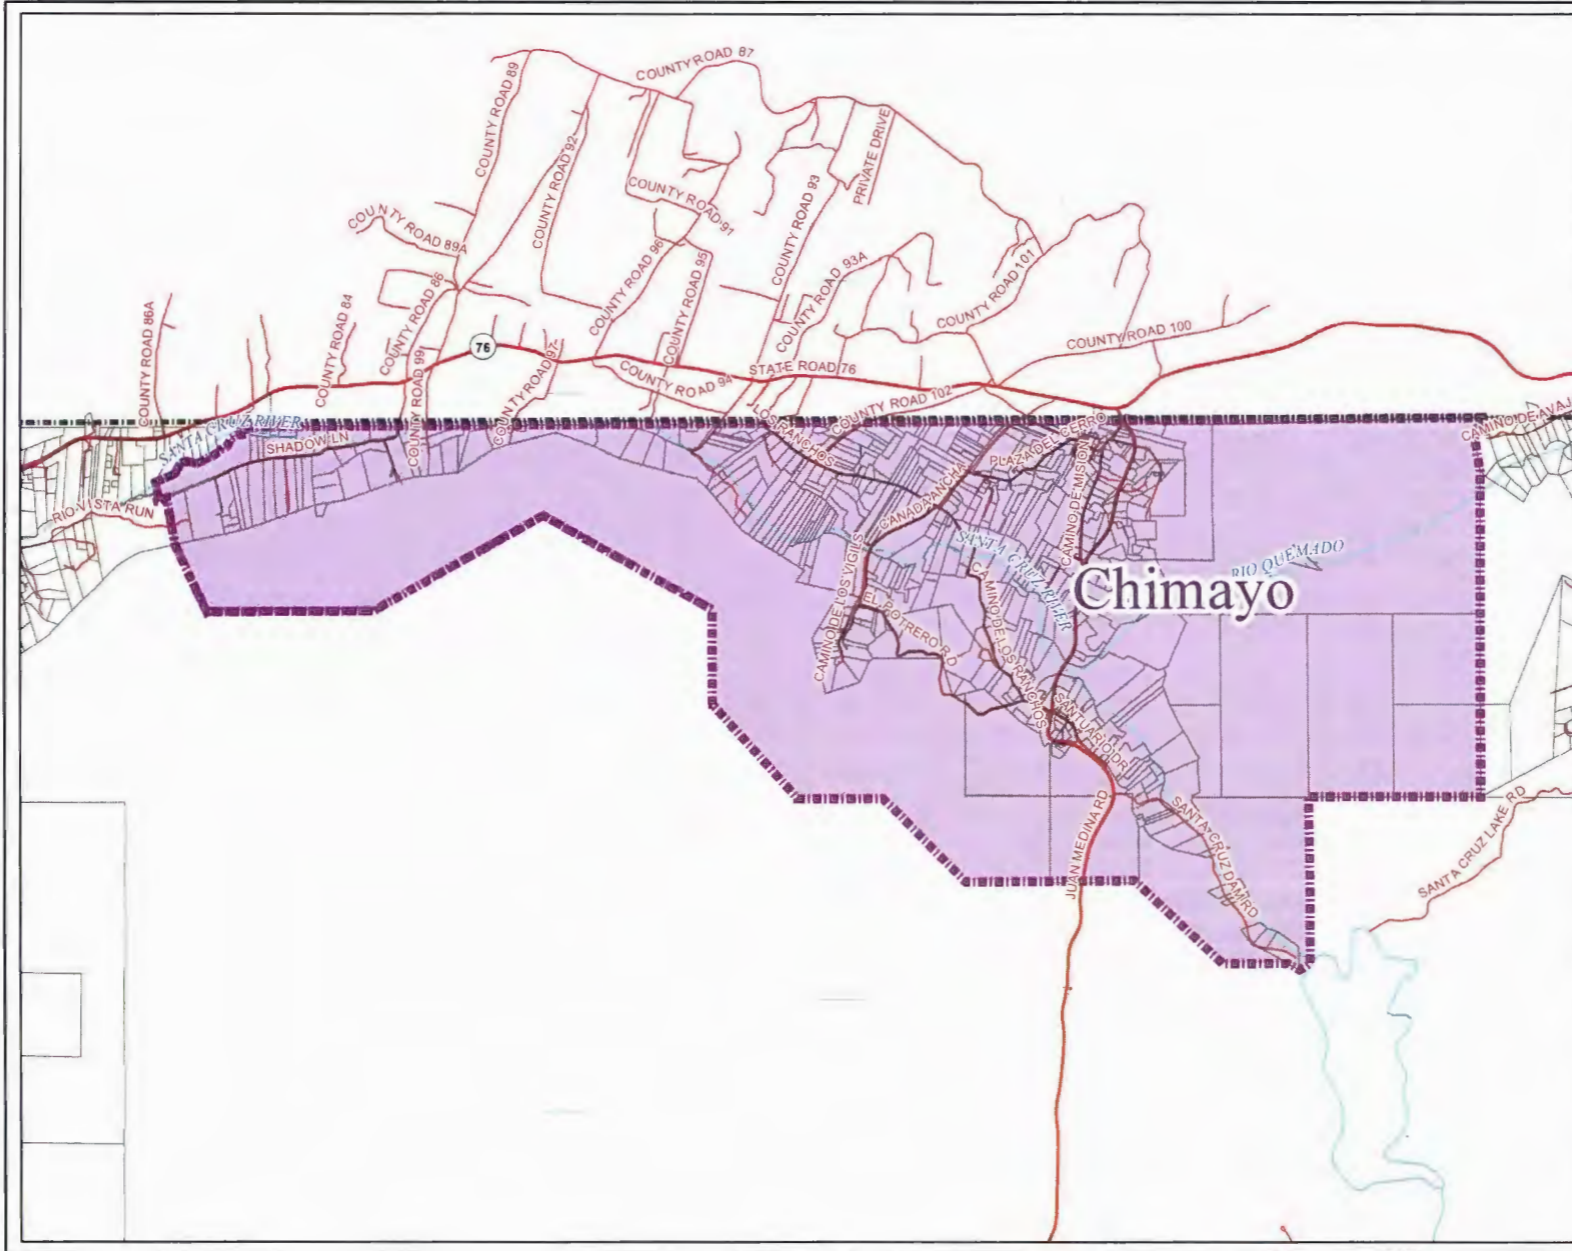 COUNTY ROAD 87
COUNTY ROAD 89
COUNTY ROAD 92
PRIVATE DRIVE
COUNTY ROAD 91
COUNTY ROAD 93
COUNTY ROAD 89A
COUNTY ROAD 96
COUNTY ROAD 95
COUNTY ROAD 93A
COUNTY ROAD 101
COUNTY ROAD 86A
COUNTY ROAD 84
COUNTY ROAD 86
COUNTY ROAD 99
76
COUNTY ROAD 97
COUNTY ROAD 100
STATE ROAD 76
COUNTY ROAD 94
COUNTY ROAD 102
LOS RANCHOS
SANTA CRUZ RIVER
SHADOW LN
PLAZA DEL CERRO
CAMINO DE MISION
CAMINO DE AVAJ
RIO VISTA RUN
CANADA ANCHA
SANTA CRUZ RIVER
RIO QUEMADO
Chimayo
CAMINO DE LOS VIGILS
EL POTRERO RD
CAMINO DE LOS RANCHOS
SANTUARIO DR
JUAN MEDINA RD
SANTA CRUZ DAM RD
SANTA CRUZ LAKE RD